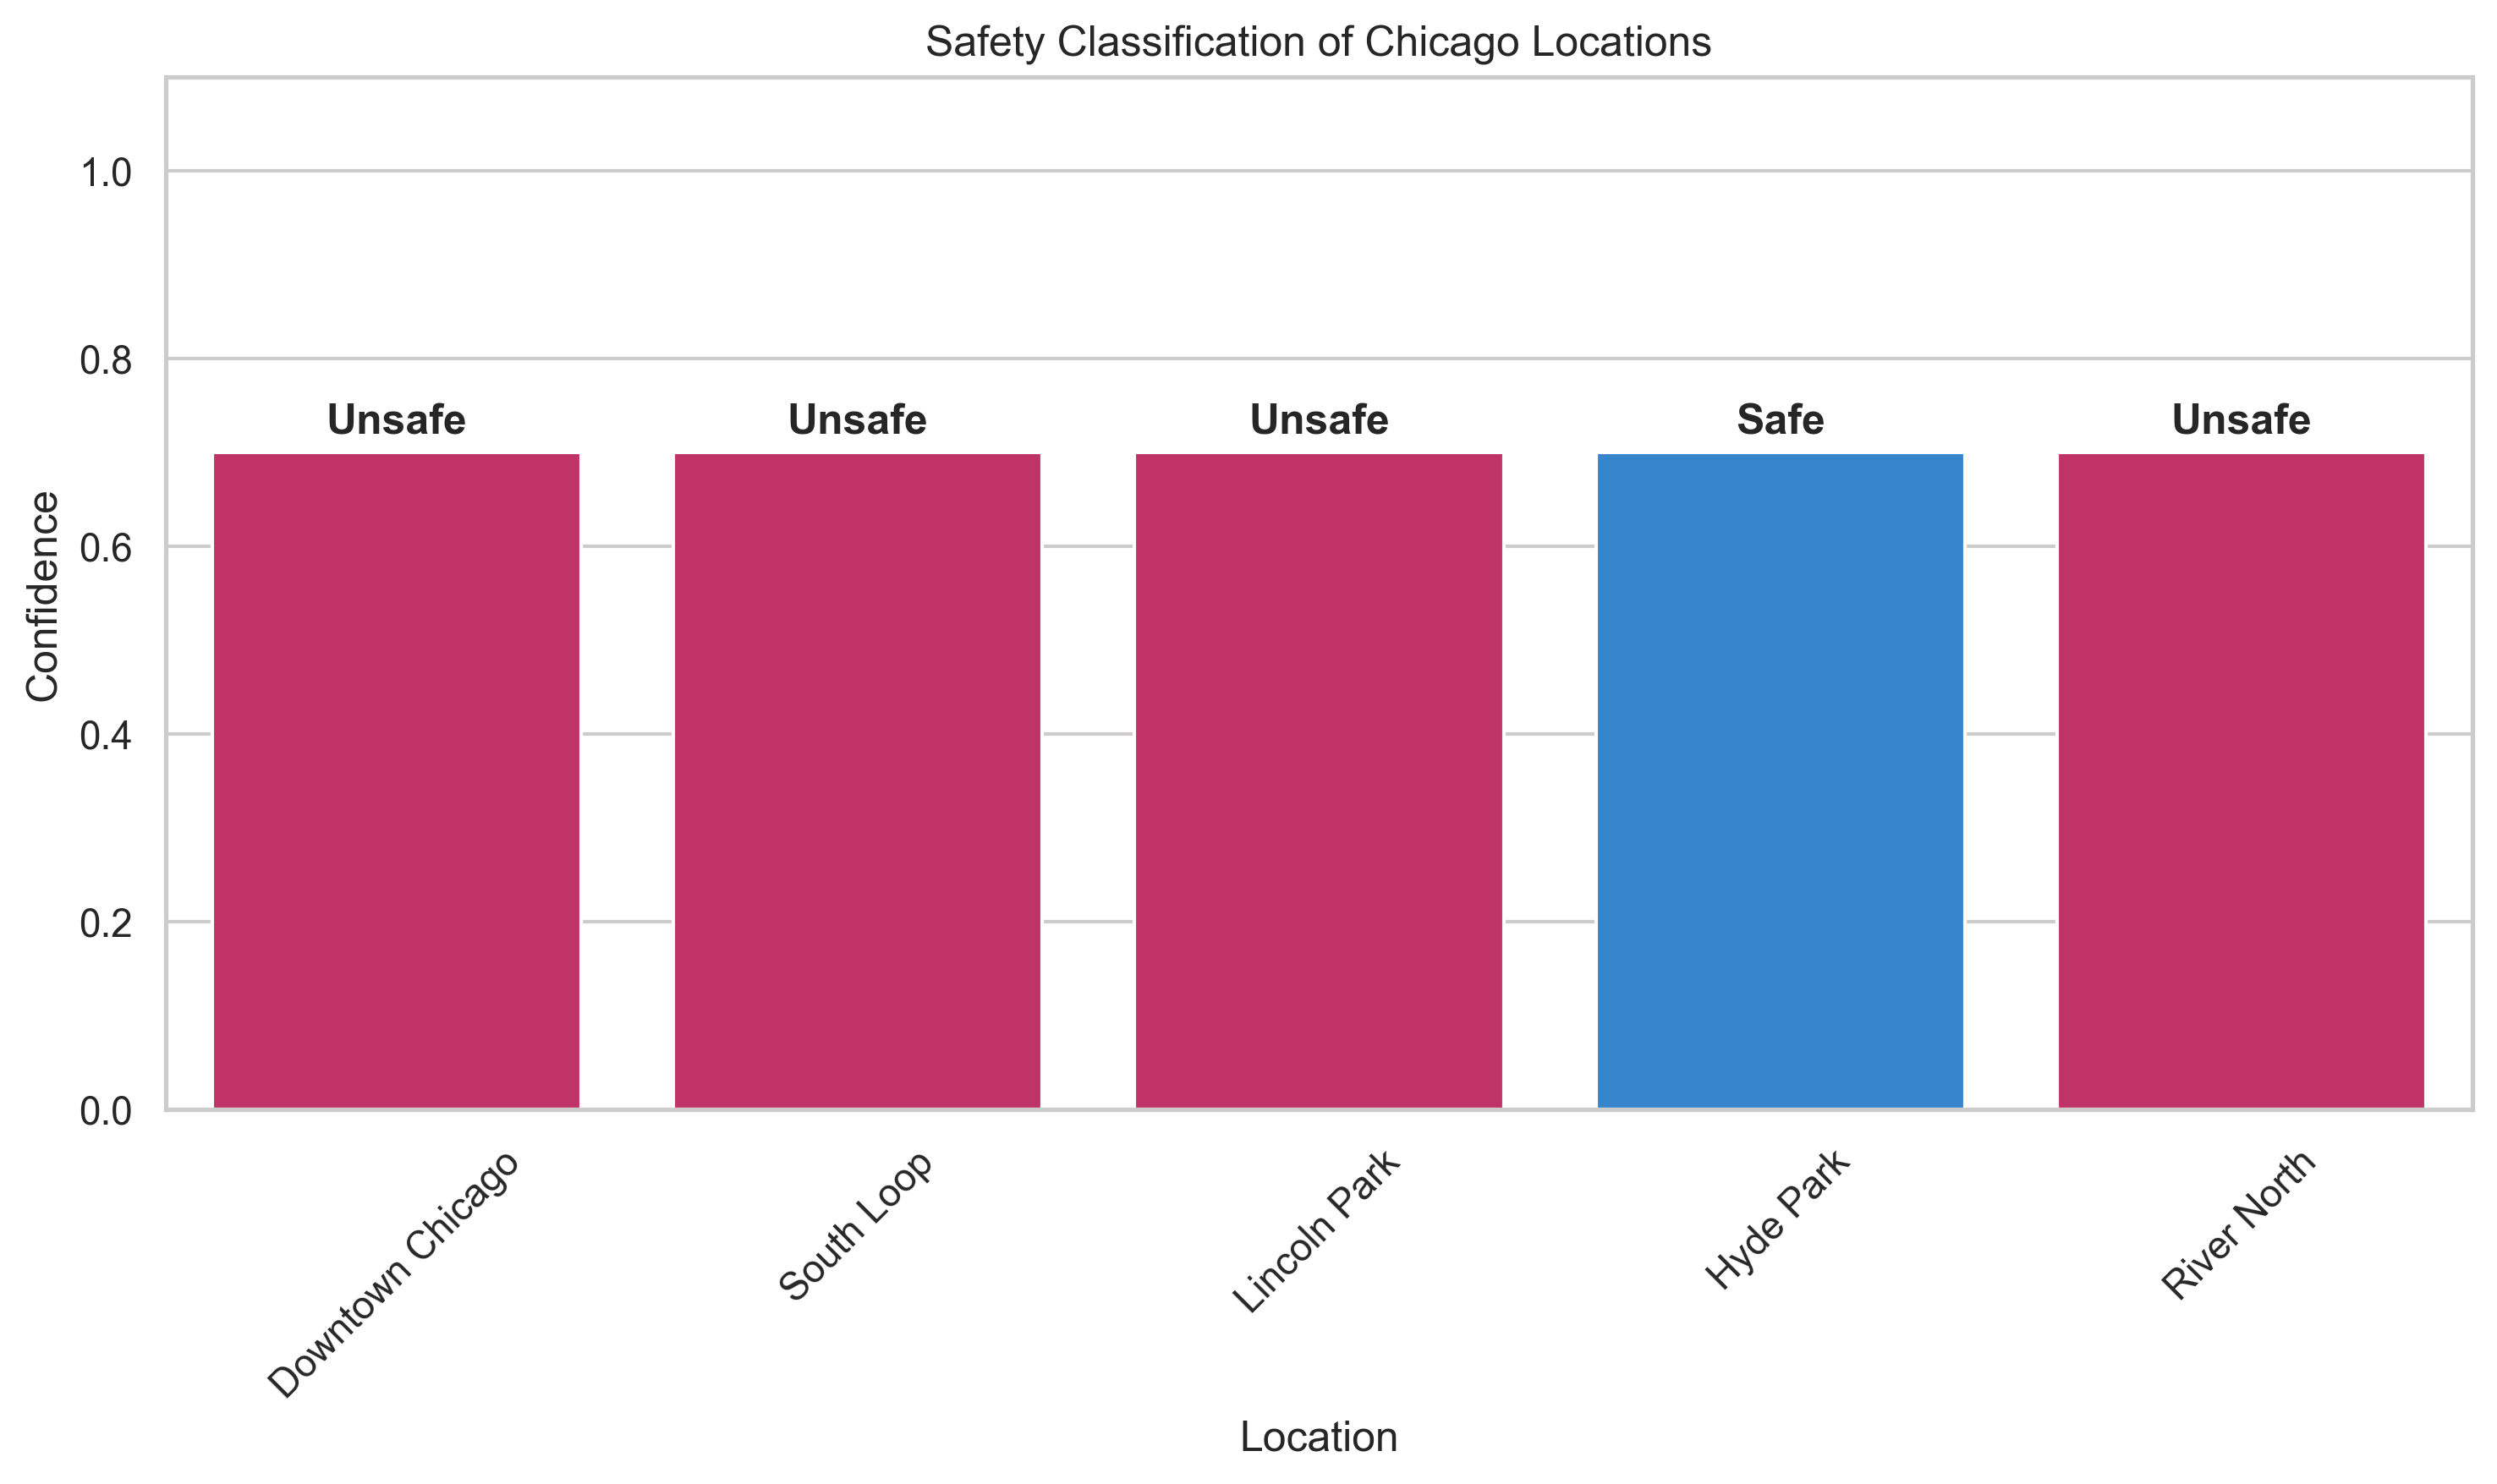 Safety Classification of Chicago Locations
1.0
0.8
0.6
0.4
0.2
0.0
Confidence
Unsafe
Unsafe
Unsafe
Safe
Unsafe
Downtown Chicago
South Loop
Lincoln Park
Hyde Park
River North
Location